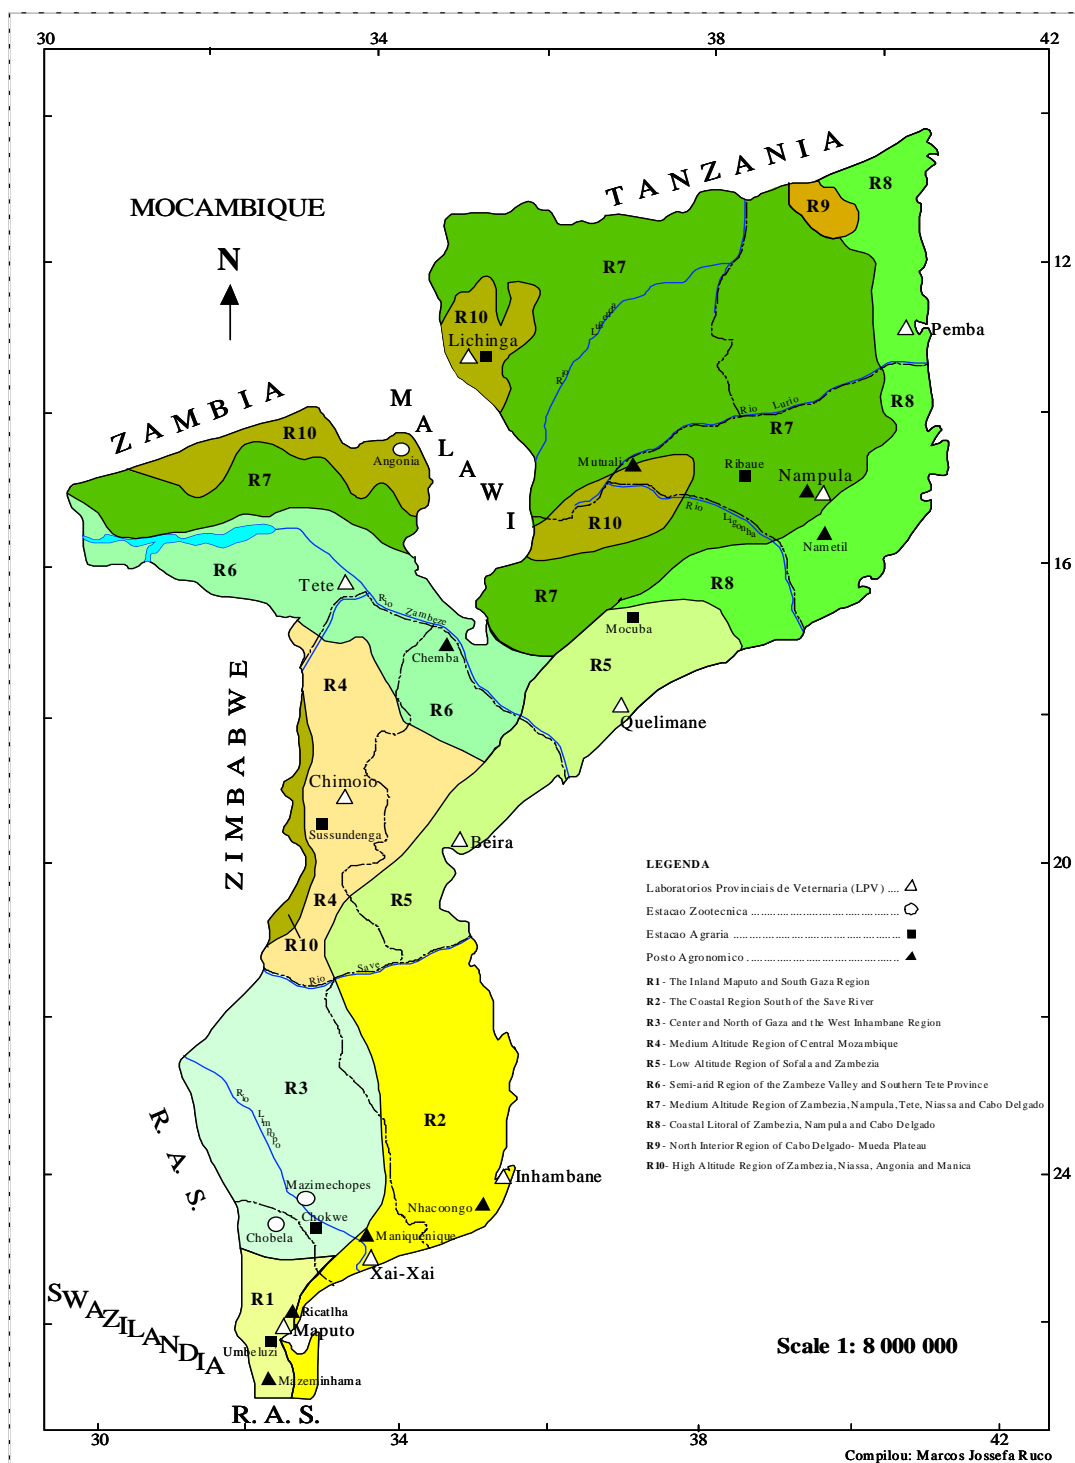 30 34 38 42
TANZANIA
R8
MOCAMBIQUE
R9
N
R7
12
R10
Lichinga
Pemba
Rio
MALAWI
ZAMBIA
Rio Lurio
R8
R10
R7
Angonia
Mutuali
Ribaue
R7
Nampula
Rio Ligonha
R10
Nametil
16
R6
Tete
R8
Rio Zambeze
R7
Mocuba
Chemba
R5
R4
R6
Quelimane
ZIMBABWE
Chimoio
Sussundenga
Beira
20
R4
R5
R10
Rio Save
LEGENDA
Laboratorios Provinciais de Veternaria (LPV) ....
Estacao Zootecnica ................................................
Estacao Agraria ......................................................
Posto Agronomico .................................................
R1 - The Inland Maputo and South Gaza Region
R2 - The Coastal Region South of the Save River
R3 - Center and North of Gaza and the West Inhambane Region
R4 - Medium Altitude Region of Central Mozambique
R5 - Low Altitude Region of Sofala and Zambezia
R6 - Semi-arid Region of the Zambeze Valley and Southern Tete Province
R7 - Medium Altitude Region of Zambezia, Nampula, Tete, Niassa and Cabo Delgado
R8 - Coastal Litoral of Zambezia, Nampula and Cabo Delgado
R9 - North Interior Region of Cabo Delgado- Mueda Plateau
R10- High Altitude Region of Zambezia, Niassa, Angonia and Manica
R3
Rio Limpopo
R2
R. A. S.
24
Inhambane
Mazimechopes
Nhacoongo
Chokwe
Chobela
Maniquenique
Xai-Xai
SWAZILANDIA
R1
Ricatlha
Maputo
Umbeluzi
Mazeminhama
Scale 1: 8 000 000
R. A. S.
30 34 38 42
Compilou: Marcos Jossefa Ruco